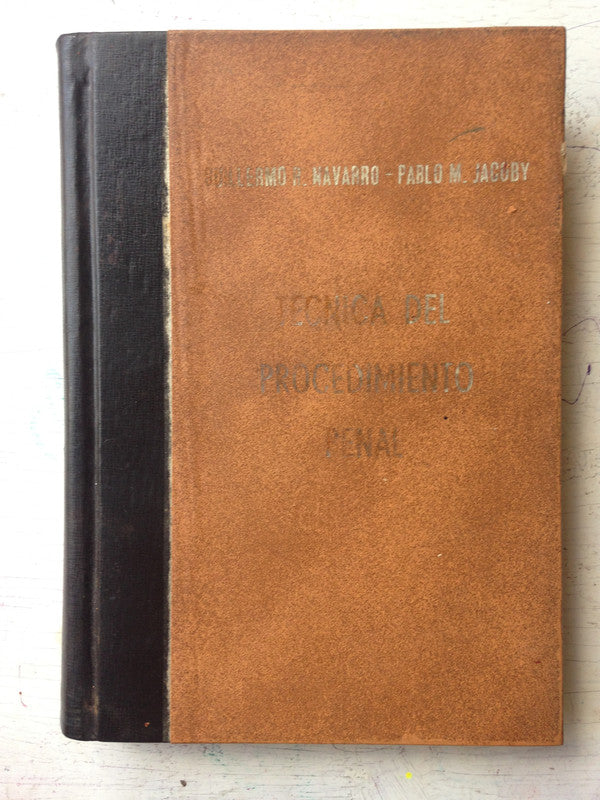 GUILLERMO R. NAVARRO - PABLO M. JACOBY
TECNICA DEL
PROCEDIMIENTO
PENAL